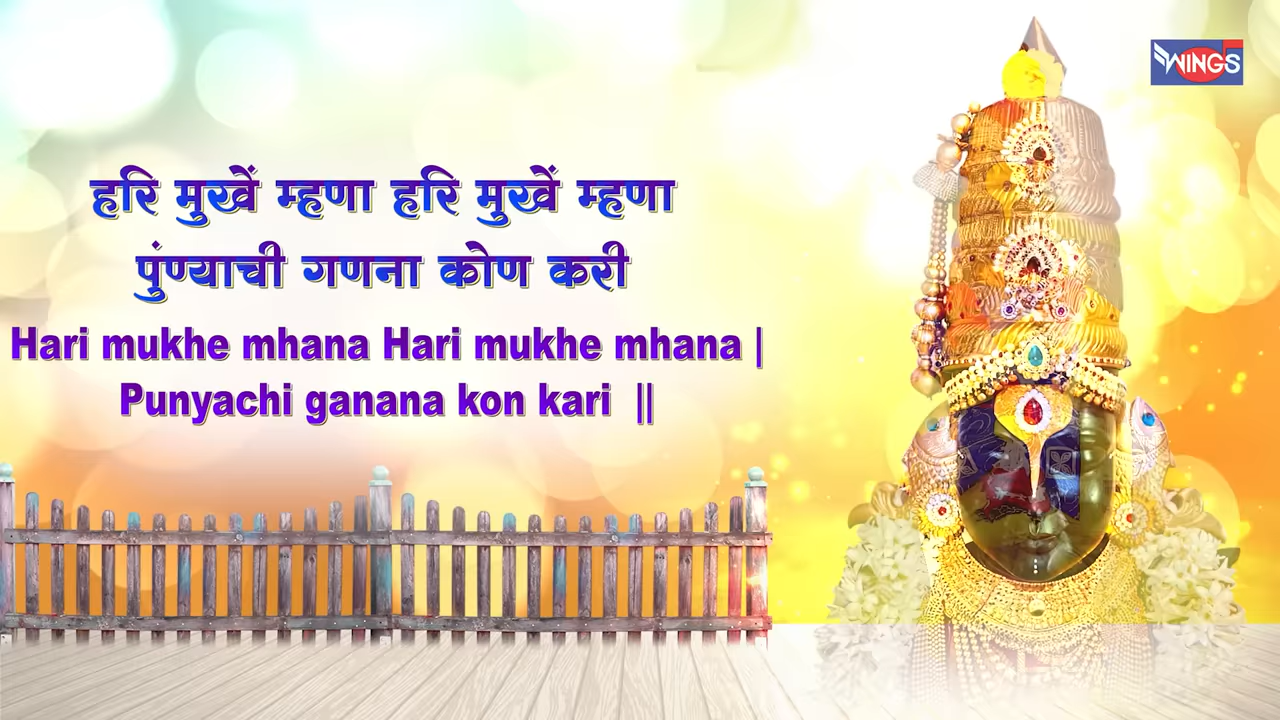 WINGS
हरि मुखें म्हणा हरि मुखें म्हणा
पुंण्याची गणना कोण करी
Hari mukhe mhana Hari mukhe mhana |
Punyachi ganana kon kari ||